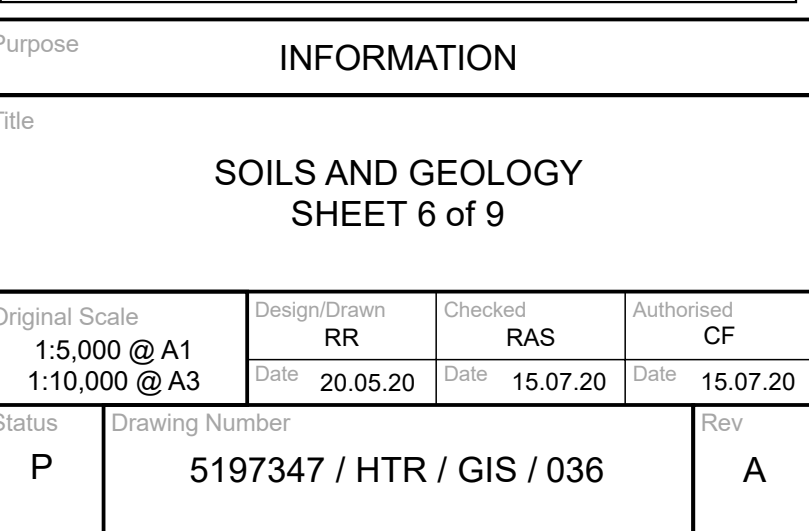 Purpose
INFORMATION
Title
SOILS AND GEOLOGY
SHEET 6 of 9
Original Scale
1:5,000 @ A1
1:10,000 @ A3
Design/Drawn
RR
Checked
RAS
Authorised
CF
Date 20.05.20
Date 15.07.20
Date 15.07.20
Status
P
Drawing Number
5197347 / HTR / GIS / 036
Rev
A